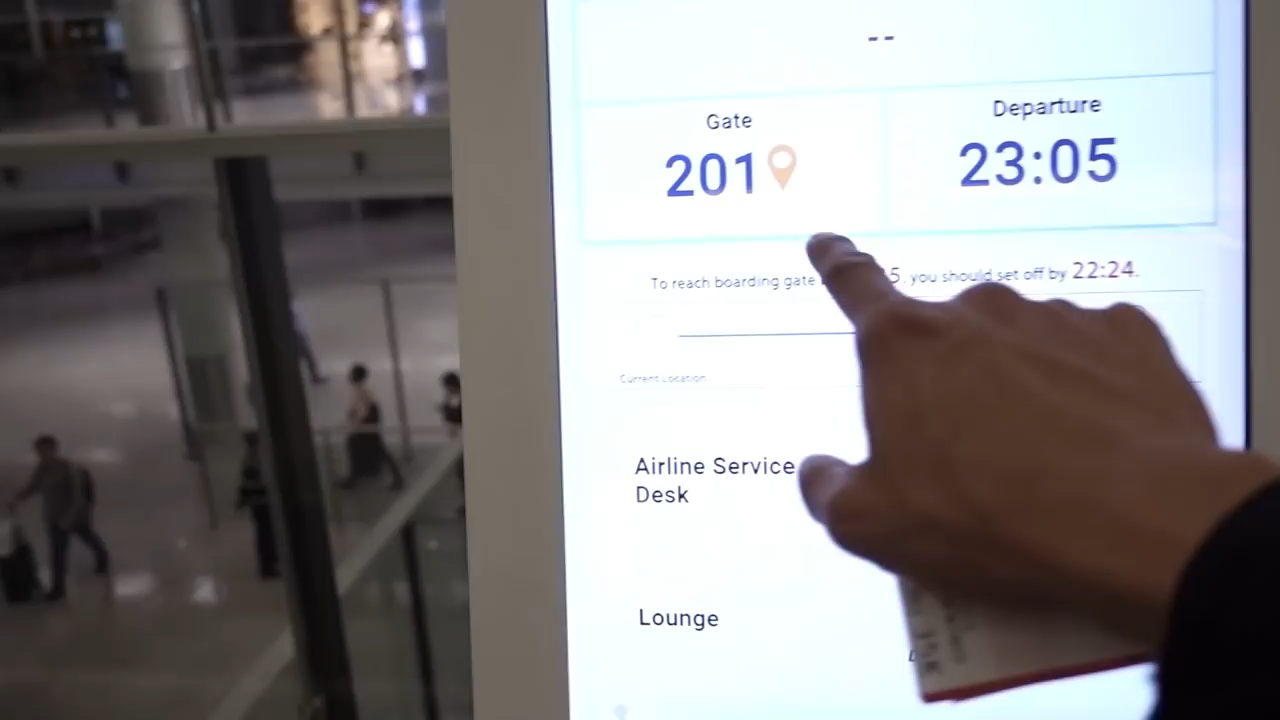 --
Gate
Departure
201
23:05
To reach boarding gate 5, you should set off by 22:24.
Current Location
Airline Service
Desk
Lounge